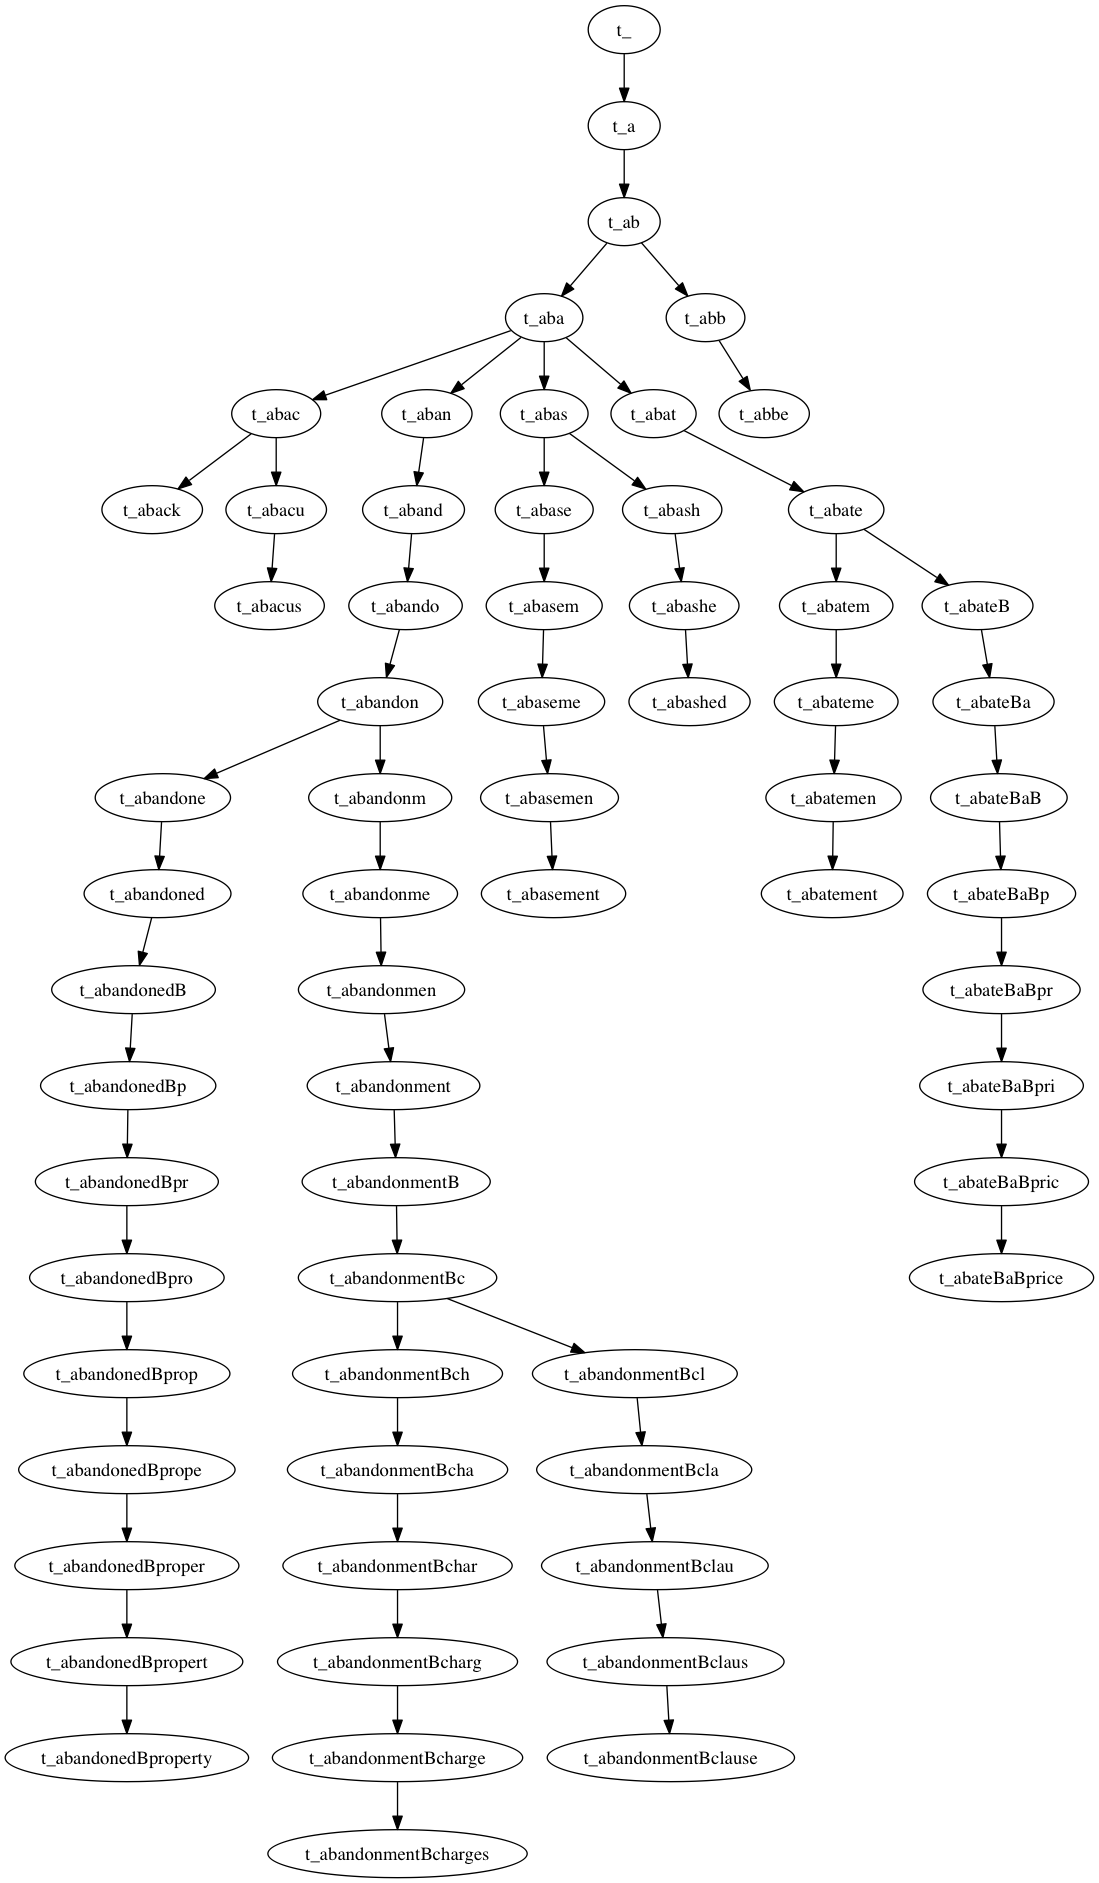 t_
t_a
t_ab
t_aba
t_abb
t_abac
t_aban
t_abas
t_abat
t_abbe
t_aback
t_abacu
t_aband
t_abase
t_abash
t_abate
t_abacus
t_abando
t_abasem
t_abashe
t_abatem
t_abateB
t_abandon
t_abaseme
t_abashed
t_abateme
t_abateBa
t_abandone
t_abandonm
t_abasemen
t_abatemen
t_abateBaB
t_abandoned
t_abandonme
t_abasement
t_abatement
t_abateBaBp
t_abandonedB
t_abandonmen
t_abateBaBpr
t_abandonedBp
t_abandonment
t_abateBaBpri
t_abandonedBpr
t_abandonmentB
t_abateBaBpric
t_abandonedBpro
t_abandonmentBc
t_abateBaBprice
t_abandonedBprop
t_abandonmentBch
t_abandonmentBcl
t_abandonedBprope
t_abandonmentBcha
t_abandonmentBcla
t_abandonedBproper
t_abandonmentBchar
t_abandonmentBclau
t_abandonedBpropert
t_abandonmentBcharg
t_abandonmentBclaus
t_abandonedBproperty
t_abandonmentBcharge
t_abandonmentBclause
t_abandonmentBcharges